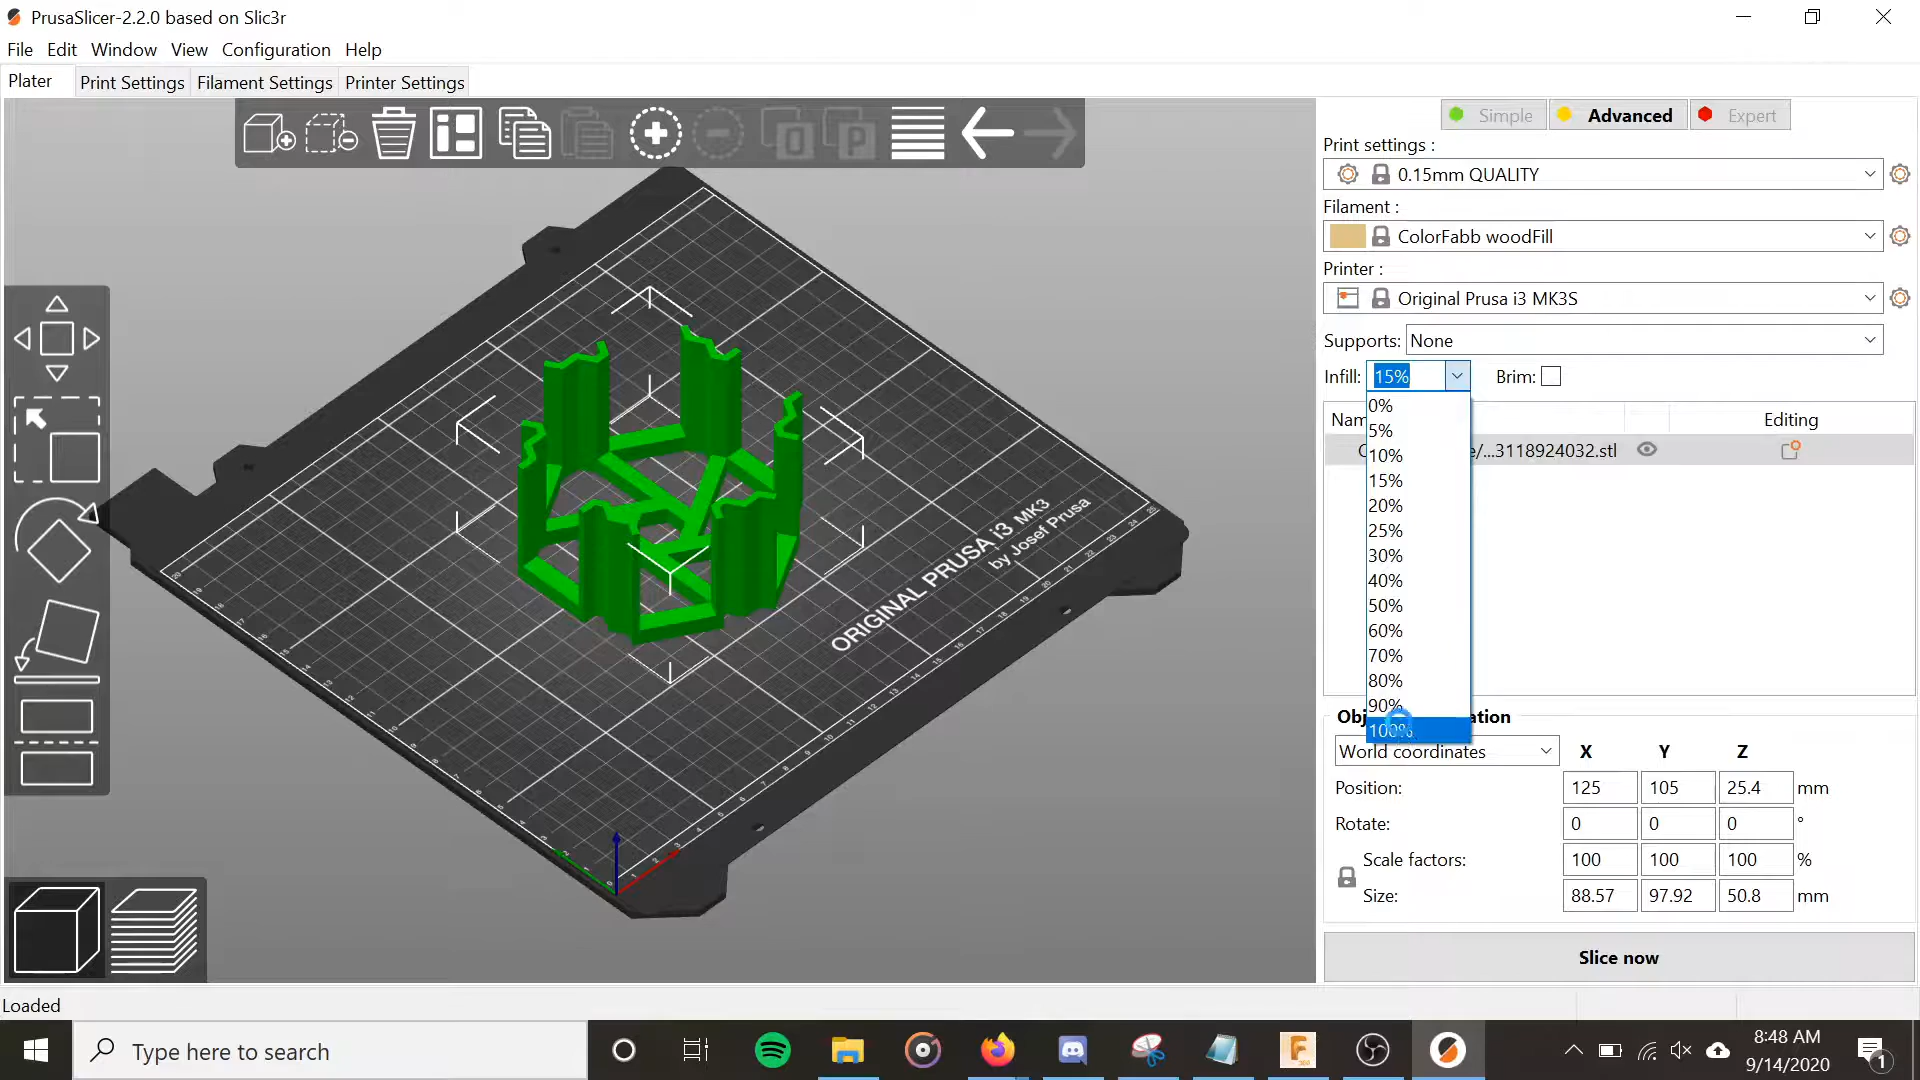 PrusaSlicer-2.2.0 based on Slic3r
File Edit Window View Configuration Help
Plater Print Settings Filament Settings Printer Settings
Simple Advanced Expert
Print settings :
0.15mm QUALITY
Filament :
ColorFabb woodFill
Printer :
Original Prusa i3 MK3S
Supports: None
Infill: 15% Brim:
0%
5%
10%
15%
20%
25%
30%
40%
50%
60%
70%
80%
90%
100%
Editing
/...3118924032.stl
ORIGINAL PRUSA i3 MK3
by Josef Prusa
World coordinates X Y Z
Position: 125 105 25.4 mm
Rotate: 0 0 0 °
Scale factors: 100 100 100 %
Size: 88.57 97.92 50.8 mm
Slice now
Loaded
Type here to search
8:48 AM
9/14/2020
1